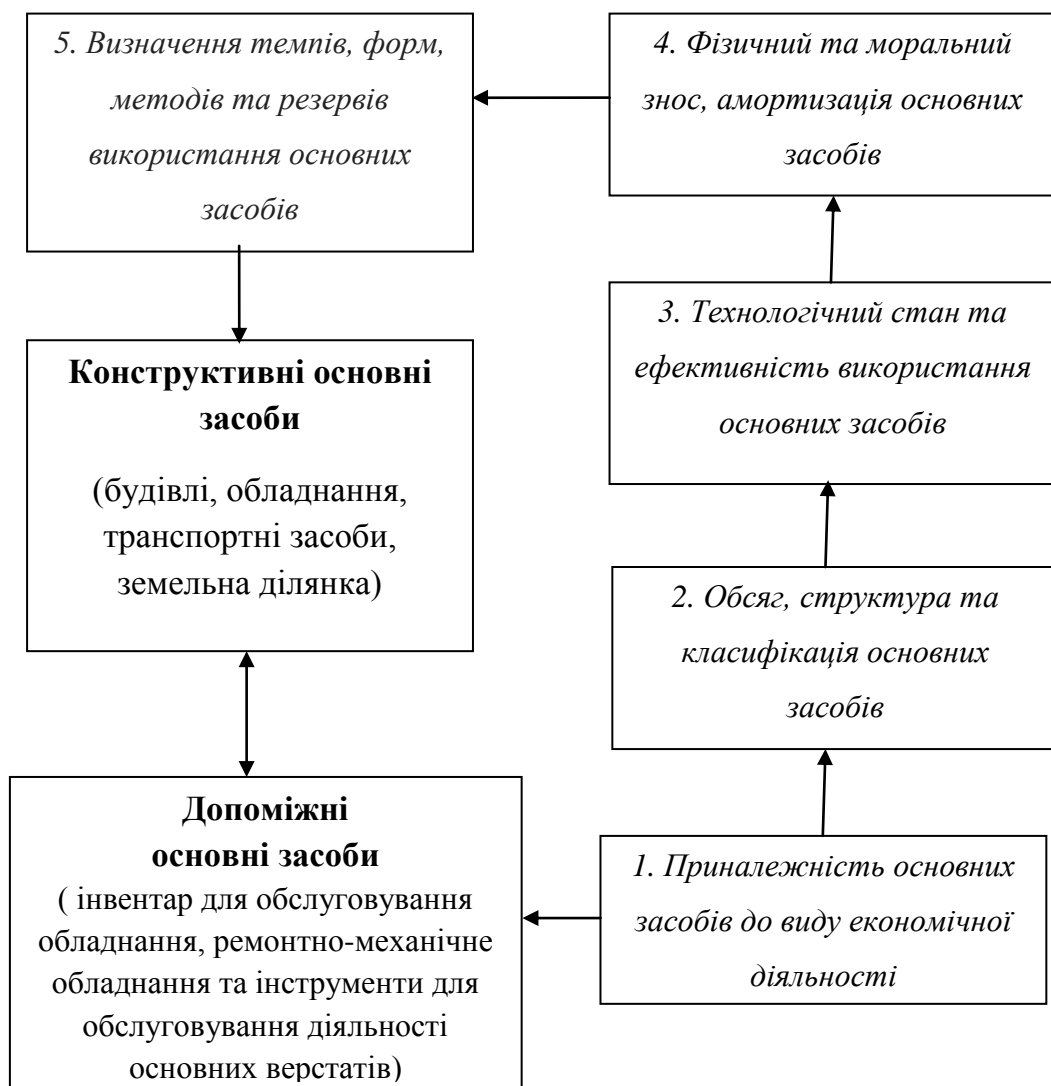 5. Визначення темпів, форм,
методів та резервів
використання основних
засобів
4. Фізичний та моральний
знос, амортизація основних
засобів
3. Технологічний стан та
ефективність використання
основних засобів
Конструктивні основні
засоби
(будівлі, обладнання,
транспортні засоби,
земельна ділянка)
2. Обсяг, структура та
класифікація основних
засобів
Допоміжні
основні засоби
( інвентар для обслуговування
обладнання, ремонтно-механічне
обладнання та інструменти для
обслуговування діяльності
основних верстатів)
1. Приналежність основних
засобів до виду економічної
діяльності